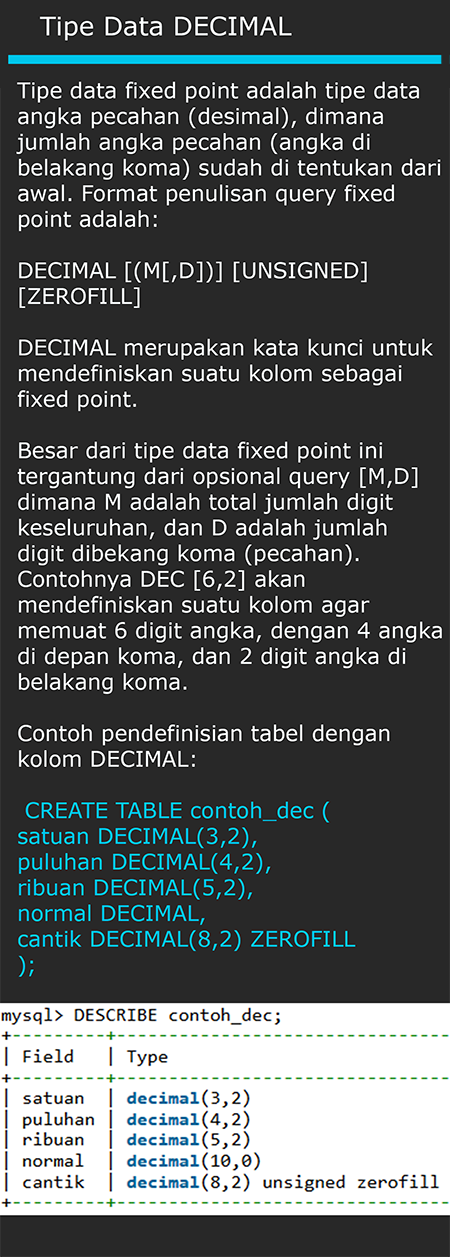 Tipe Data DECIMAL
Tipe data fixed point adalah tipe data
angka pecahan (desimal), dimana
jumlah angka pecahan (angka di
belakang koma) sudah di tentukan dari
awal. Format penulisan query fixed
point adalah:
DECIMAL [(M[,D])] [UNSIGNED]
[ZEROFILL]
DECIMAL merupakan kata kunci untuk
mendefiniskan suatu kolom sebagai
fixed point.
Besar dari tipe data fixed point ini
tergantung dari opsional query [M,D]
dimana M adalah total jumlah digit
keseluruhan, dan D adalah jumlah
digit dibekang koma (pecahan).
Contohnya DEC [6,2] akan
mendefiniskan suatu kolom agar
memuat 6 digit angka, dengan 4 angka
di depan koma, dan 2 digit angka di
belakang koma.
Contoh pendefinisian tabel dengan
kolom DECIMAL:
CREATE TABLE contoh_dec (
satuan DECIMAL(3,2),
puluhan DECIMAL(4,2),
ribuan DECIMAL(5,2),
normal DECIMAL,
cantik DECIMAL(8,2) ZEROFILL
);
mysql> DESCRIBE contoh_dec;
+---------+--------------------------------
| Field   | Type
+---------+--------------------------------
| satuan  | decimal(3,2)
| puluhan | decimal(4,2)
| ribuan  | decimal(5,2)
| normal  | decimal(10,0)
| cantik  | decimal(8,2) unsigned zerofill
+---------+--------------------------------